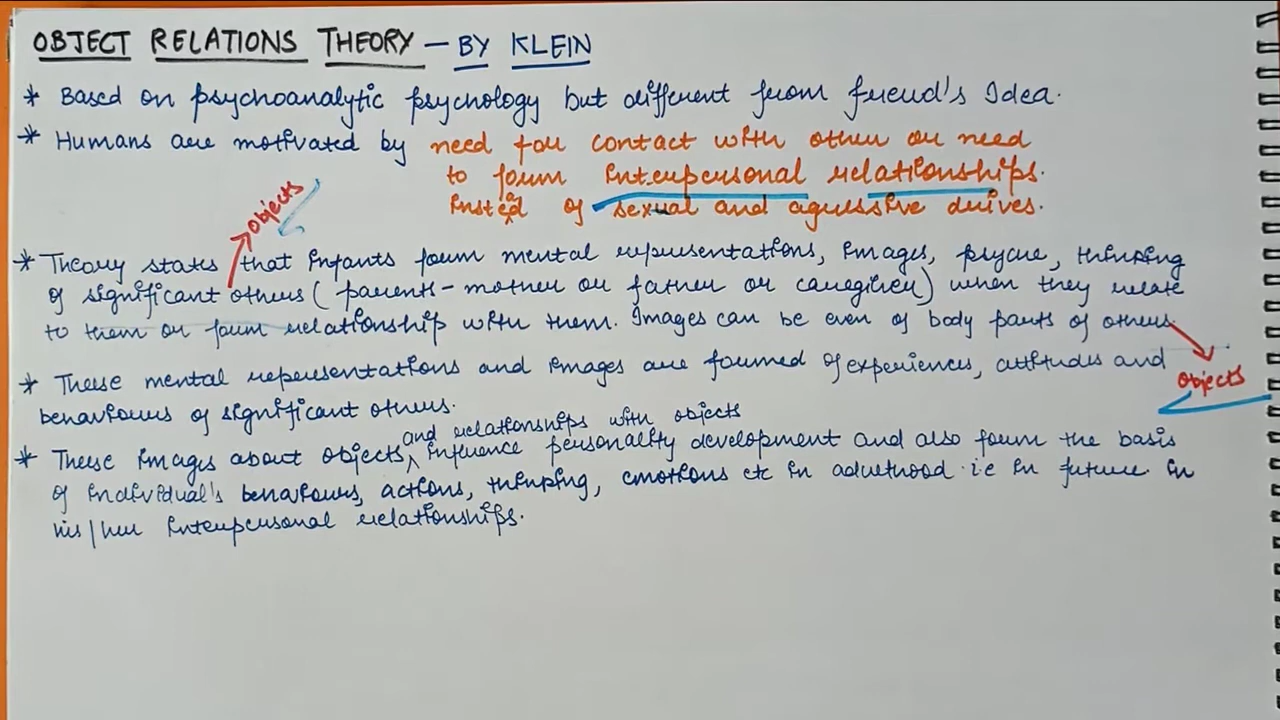 OBJECT RELATIONS THEORY - BY KLEIN
* Based on psychoanalytic psychology but different from freud's Idea.
* Humans are motivated by need for contact with other or need
to form interpersonal relationships.
Insted of sexual and agressive drives.
a
objects
* Theory states that infants form mental representations, images, psyche, thinking
of significant others (parents - mother or father or caregiver) when they relate
to them or form relationship with them. Images can be even of body parts of others.
objects
* These mental representations and images are formed of experiences, attitudes and
behaviours of significant others.
and relationships with objects
* These images about objects ^ influence personality development and also form the basis
of individual's behaviours, actions, thinking, emotions etc in adulthood i.e in future in
his/her interpersonal relationships.